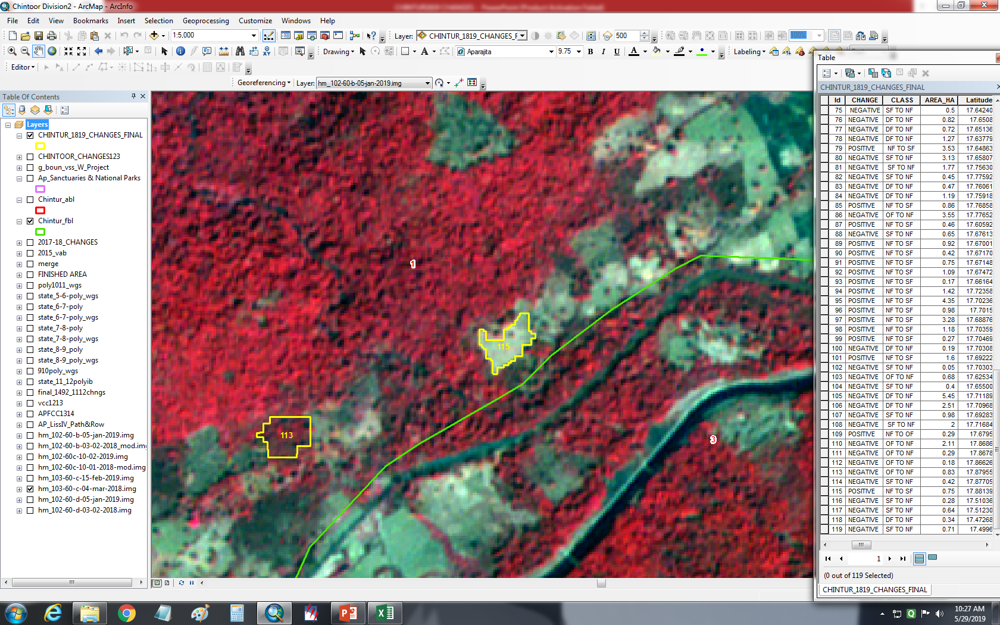 Chintoor Division2 - ArcMap - ArcInfo
File Edit View Bookmarks Insert Selection Geoprocessing Customize Windows Help
1:5,000 Layer: CHINTUR_1819_CHANGES_F 500 100%
Drawing A Aparajita 9.75 B I U A Labeling
Editor
Georeferencing Layer: hm_102-60-b-05-jan-2019.img
Table Of Contents
Layers
CHINTUR_1819_CHANGES_FINAL
CHINTOOR_CHANGES123
g_boun_vss_W_Project
Ap_Sanctuaries & National Parks
Chintur_abl
Chintur_fbl
2017-18_CHANGES
2015_vab
merge
FINISHED AREA
poly1011_wgs
state_5-6-poly_wgs
state_6-7-poly
state_6-7-poly_wgs
state_7-8-poly
state_7-8-poly_wgs
state_8-9_poly
state_8-9_poly_wgs
910poly_wgs
state_11_12polyib
final_1492_1112chngs
vcc1213
APFCC1314
AP_LissIV_Path&Row
hm_102-60-b-05-jan-2019.img
hm_102-60-b-03-02-2018_mod.img
hm_102-60c-10-02-2019.img
hm_102-60c-10-01-2018-mod.img
hm_103-60-c-15-feb-2019.img
hm_103-60-c-04-mar-2018.img
hm_102-60-d-05-jan-2019.img
hm_102-60-d-03-02-2018.img
1
115
113
3
Table
CHINTUR_1819_CHANGES_FINAL
Id CHANGE CLASS AREA_HA Latitude
75 NEGATIVE SF TO NF 0.5 17.64240
76 NEGATIVE DF TO NF 0.82 17.6508
77 NEGATIVE DF TO NF 0.72 17.65136
78 NEGATIVE DF TO NF 1.27 17.63779
79 POSITIVE NF TO SF 3.53 17.64863
80 NEGATIVE SF TO NF 3.13 17.65807
81 NEGATIVE SF TO NF 1.77 17.75630
82 NEGATIVE SF TO NF 0.45 17.77592
83 NEGATIVE DF TO NF 0.47 17.76061
84 NEGATIVE DF TO NF 1.19 17.75918
85 POSITIVE NF TO SF 0.86 17.76858
86 NEGATIVE OF TO NF 3.55 17.77652
87 POSITIVE NF TO SF 0.46 17.60592
88 NEGATIVE SF TO NF 0.65 17.67613
89 POSITIVE NF TO SF 0.92 17.67001
90 POSITIVE NF TO SF 0.42 17.67170
91 POSITIVE NF TO SF 0.75 17.67148
92 POSITIVE NF TO SF 1.09 17.67472
93 POSITIVE NF TO SF 0.17 17.66164
94 POSITIVE NF TO SF 1.42 17.72358
95 POSITIVE NF TO SF 4.35 17.70236
96 POSITIVE NF TO SF 0.98 17.7015
97 POSITIVE NF TO SF 3.28 17.68876
98 POSITIVE NF TO SF 1.18 17.70359
99 POSITIVE NF TO SF 0.27 17.70469
100 NEGATIVE DF TO NF 0.19 17.70308
101 POSITIVE NF TO SF 1.6 17.69222
102 NEGATIVE SF TO NF 0.05 17.70303
103 NEGATIVE OF TO NF 0.68 17.62534
104 NEGATIVE SF TO NF 0.4 17.65500
105 NEGATIVE DF TO NF 5.45 17.71189
106 NEGATIVE DF TO NF 2.51 17.70968
107 NEGATIVE SF TO NF 0.98 17.69283
108 NEGATIVE SF TO NF 2 17.71684
109 POSITIVE NF TO OF 0.29 17.6795
110 NEGATIVE OF TO NF 2.11 17.8686
111 NEGATIVE OF TO NF 0.29 17.8678
112 NEGATIVE OF TO NF 0.18 17.86626
113 NEGATIVE OF TO NF 0.83 17.87955
114 NEGATIVE SF TO NF 0.42 17.87705
115 POSITIVE NF TO SF 0.75 17.88139
116 NEGATIVE SF TO NF 0.28 17.51036
117 NEGATIVE SF TO NF 0.64 17.51230
118 NEGATIVE DF TO NF 0.34 17.47268
119 NEGATIVE SF TO NF 0.71 17.4996
1
(0 out of 119 Selected)
CHINTUR_1819_CHANGES_FINAL
10:27 AM
5/29/2019